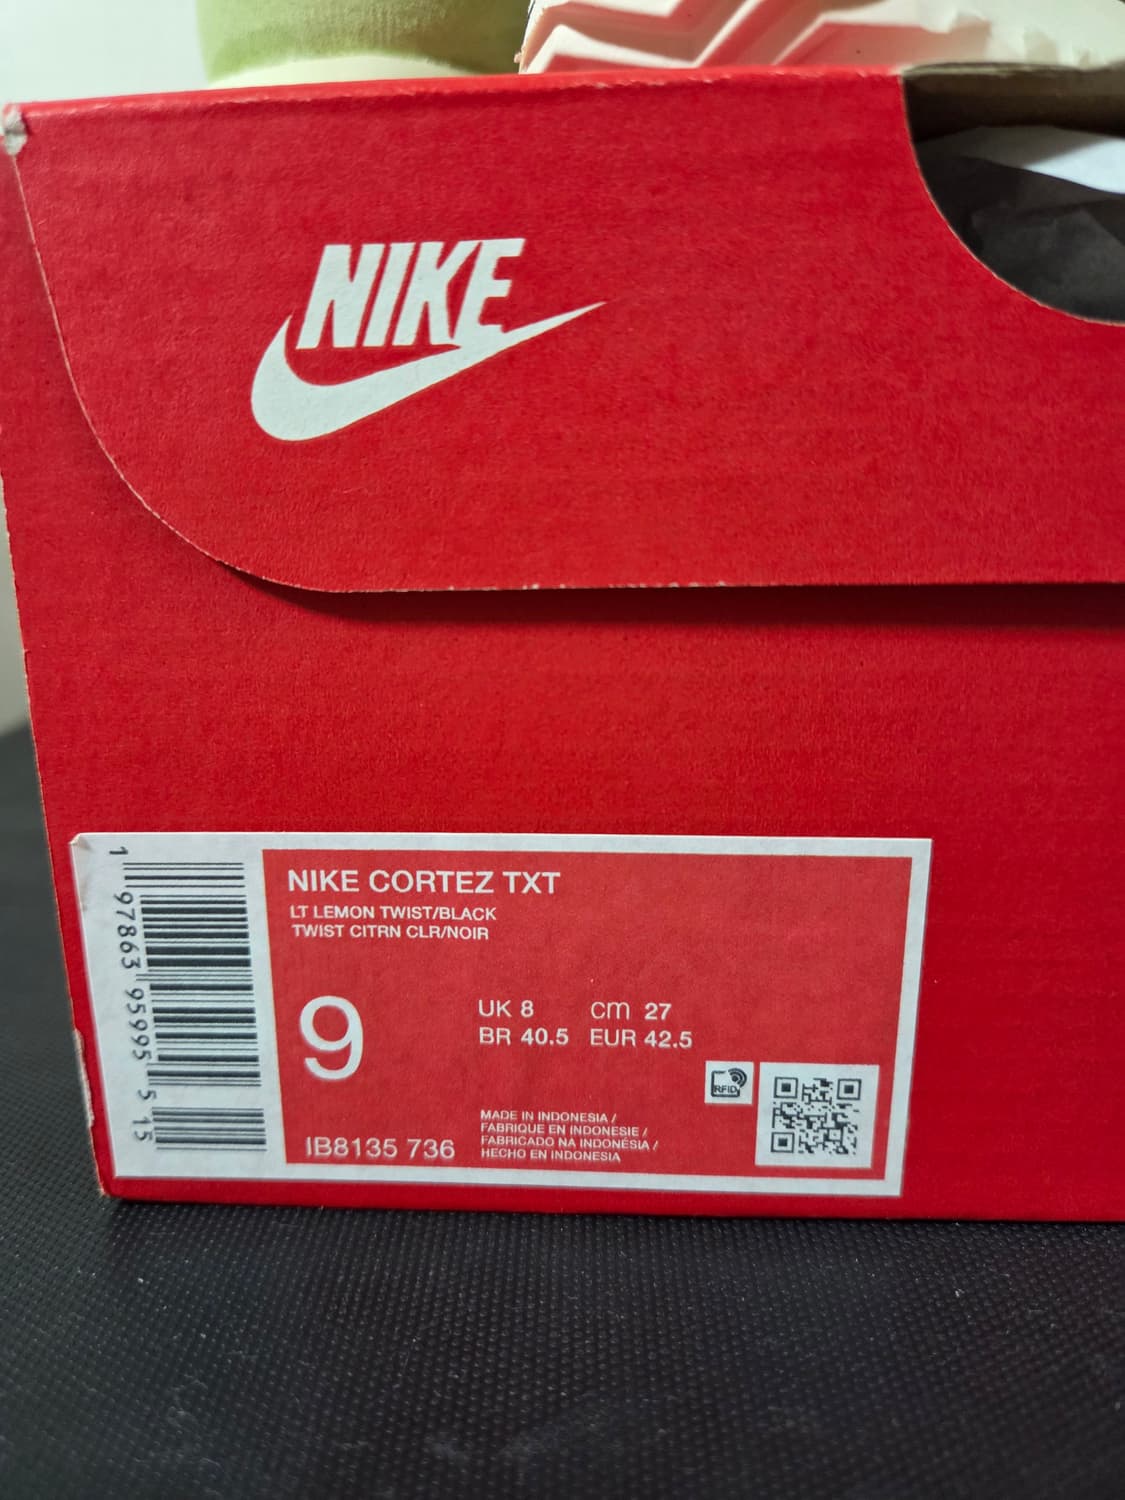 NIKE
NIKE CORTEZ TXT
LT LEMON TWIST/BLACK
TWIST CITRN CLR/NOIR
9
UK 8 cm 27
BR 40.5 EUR 42.5
RFID
IB8135 736
MADE IN INDONESIA /
FABRIQUE EN INDONESIE /
FABRICADO NA INDONÉSIA /
HECHO EN INDONESIA
1 97863 95995 5 15